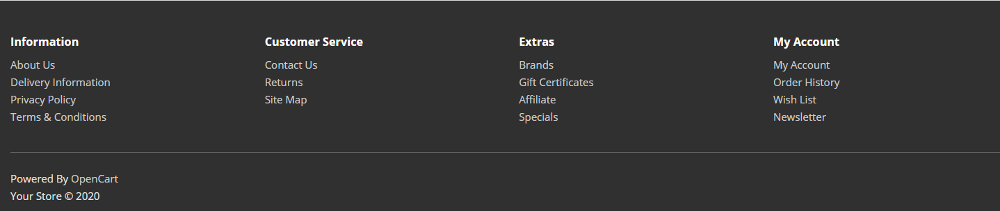 Information
About Us
Delivery Information
Privacy Policy
Terms & Conditions
Customer Service
Contact Us
Returns
Site Map
Extras
Brands
Gift Certificates
Affiliate
Specials
My Account
My Account
Order History
Wish List
Newsletter
Powered By OpenCart
Your Store © 2020